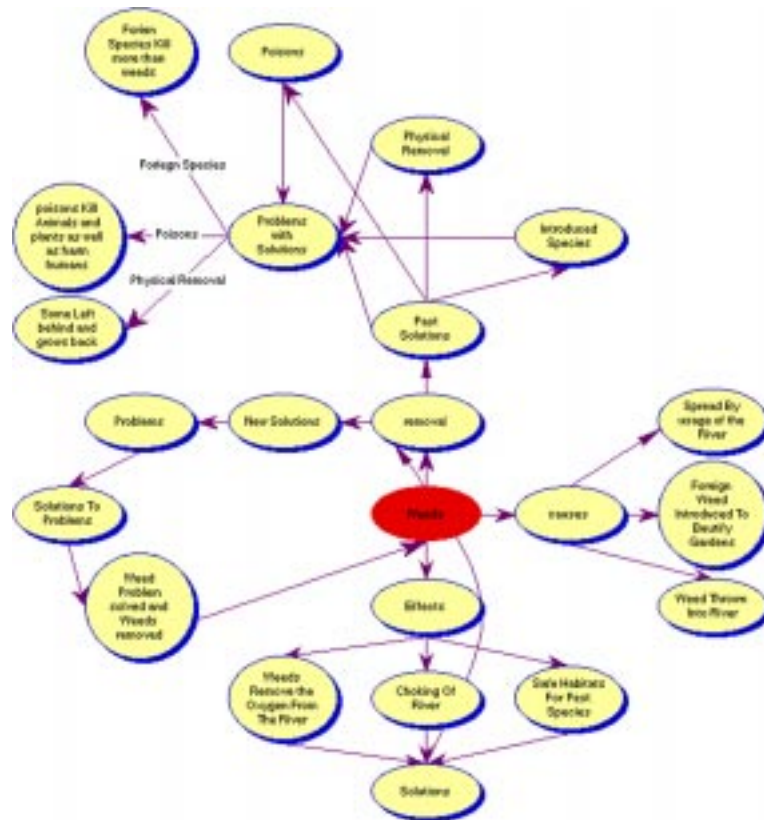 Forien
Species Kill
more than
weeds
Poisons
Physical
Removal
Foriegn Species
poisons Kill
Animals and
plants as well
as harm
humans
Poisons
Problems
with
Solutions
Introduced
Species
Physical Removal
Some Left
behind and
grows back
Past
Solutions
Problems
New Solutions
removal
Spread By
usage of the
River
Solutions To
Problems
Weeds
causes
Foreign
Weed
Introduced To
Beutify
Gardens
Weed
Problem
solved and
Weeds
removed
Effects
Weed Thrown
Into River
Weeds
Remove the
Oxygen From
The River
Choking Of
River
Safe Habitats
For Pest
Species
Solutions